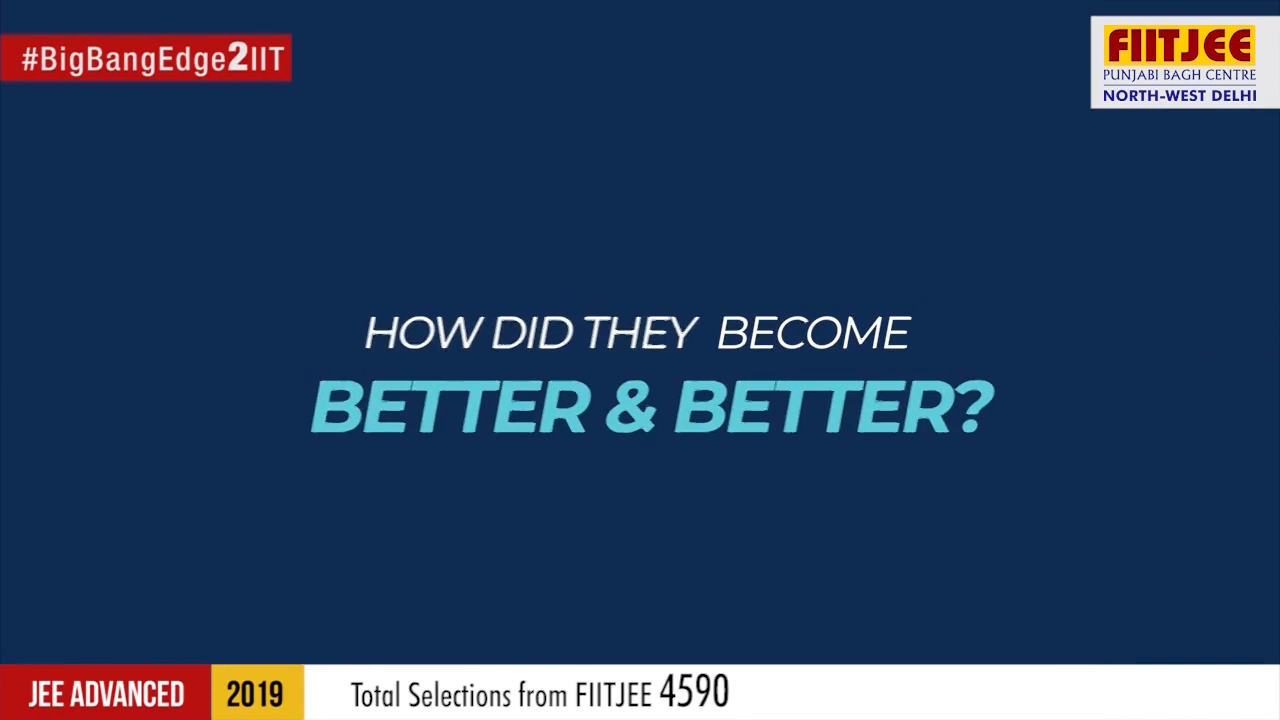 #BigBangEdge2IIT
FIITJEE
PUNJABI BAGH CENTRE
NORTH-WEST DELHI
HOW DID THEY BECOME
BETTER & BETTER?
JEE ADVANCED 2019 Total Selections from FIITJEE 4590